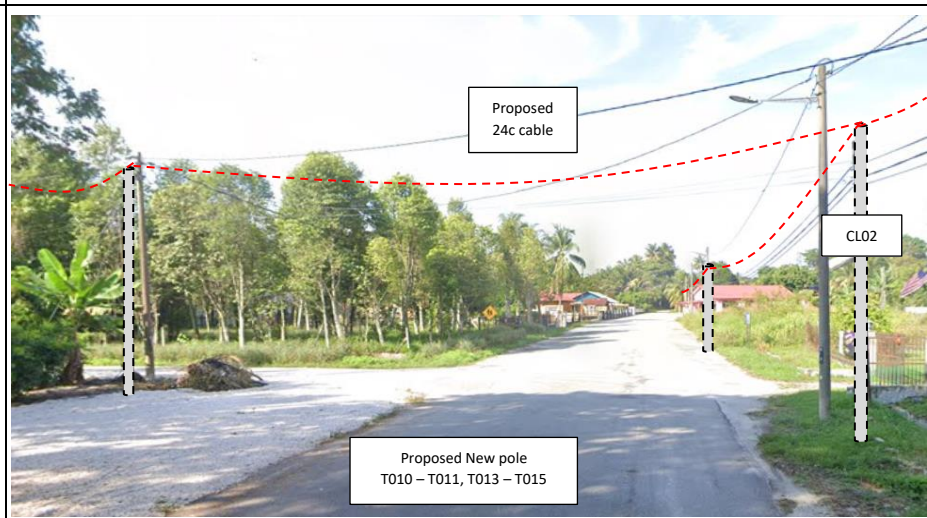 Proposed
24c cable
CL02
Proposed New pole
T010 – T011, T013 – T015